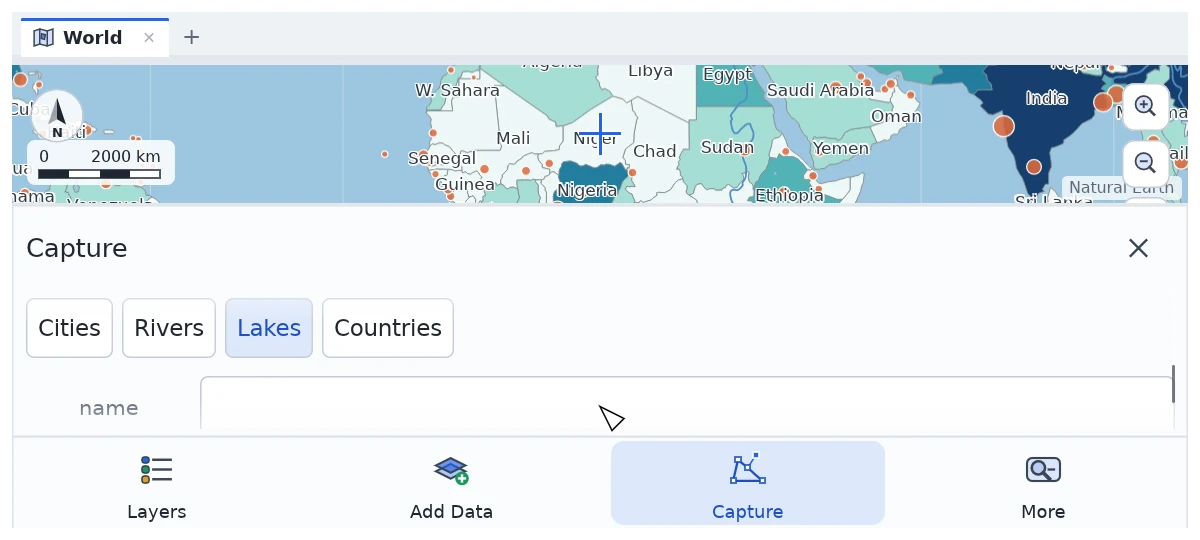 World
Algeria
Libya
Egypt
Nepal
W. Sahara
Saudi Arabia
India
Cuba
Oman
N
Mali
Niger
Chad
Sudan
Yemen
0 2000 km
Senegal
Guinea
Nigeria
Ethiopia
Natural Earth
Venezuela
Sri Lanka
Capture
Cities Rivers Lakes Countries
name
Layers Add Data Capture More